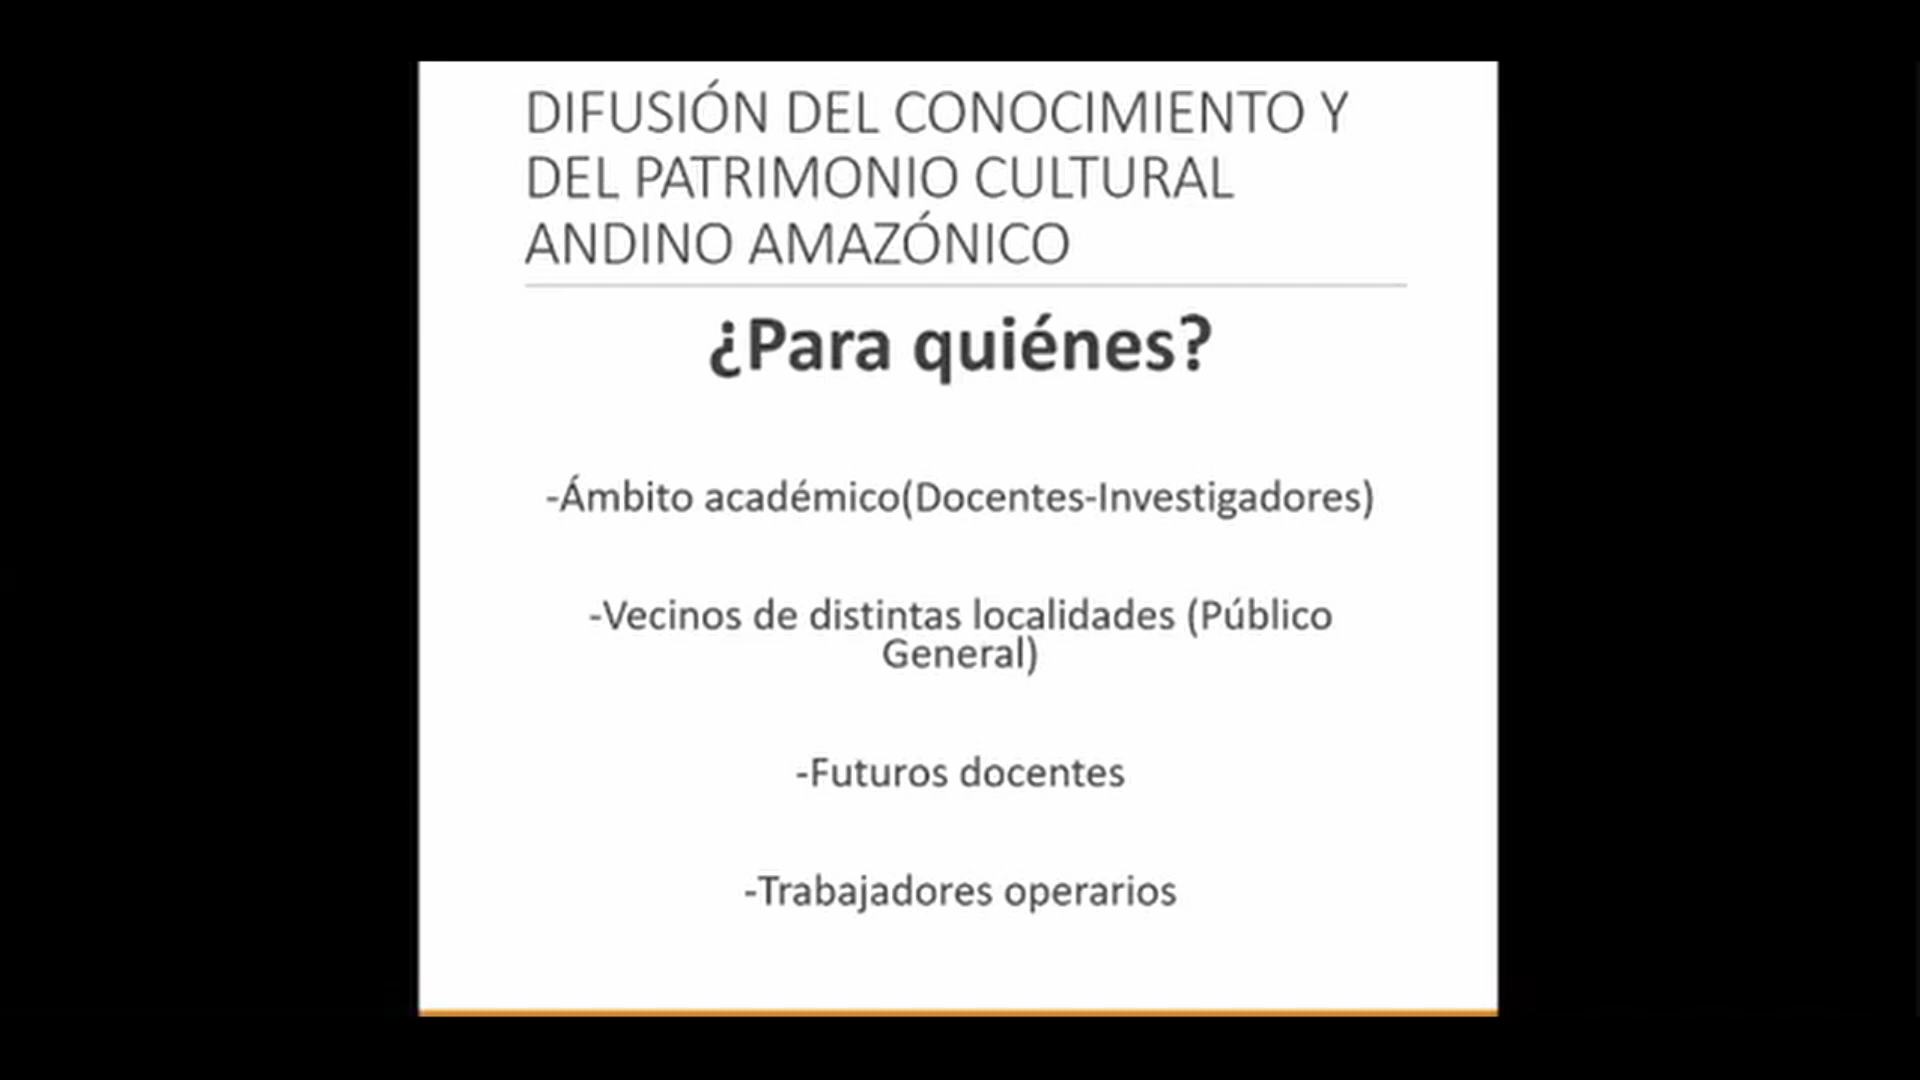 DIFUSIÓN DEL CONOCIMIENTO Y
DEL PATRIMONIO CULTURAL
ANDINO AMAZÓNICO
¿Para quiénes?
-Ámbito académico(Docentes-Investigadores)
-Vecinos de distintas localidades (Público
General)
-Futuros docentes
-Trabajadores operarios